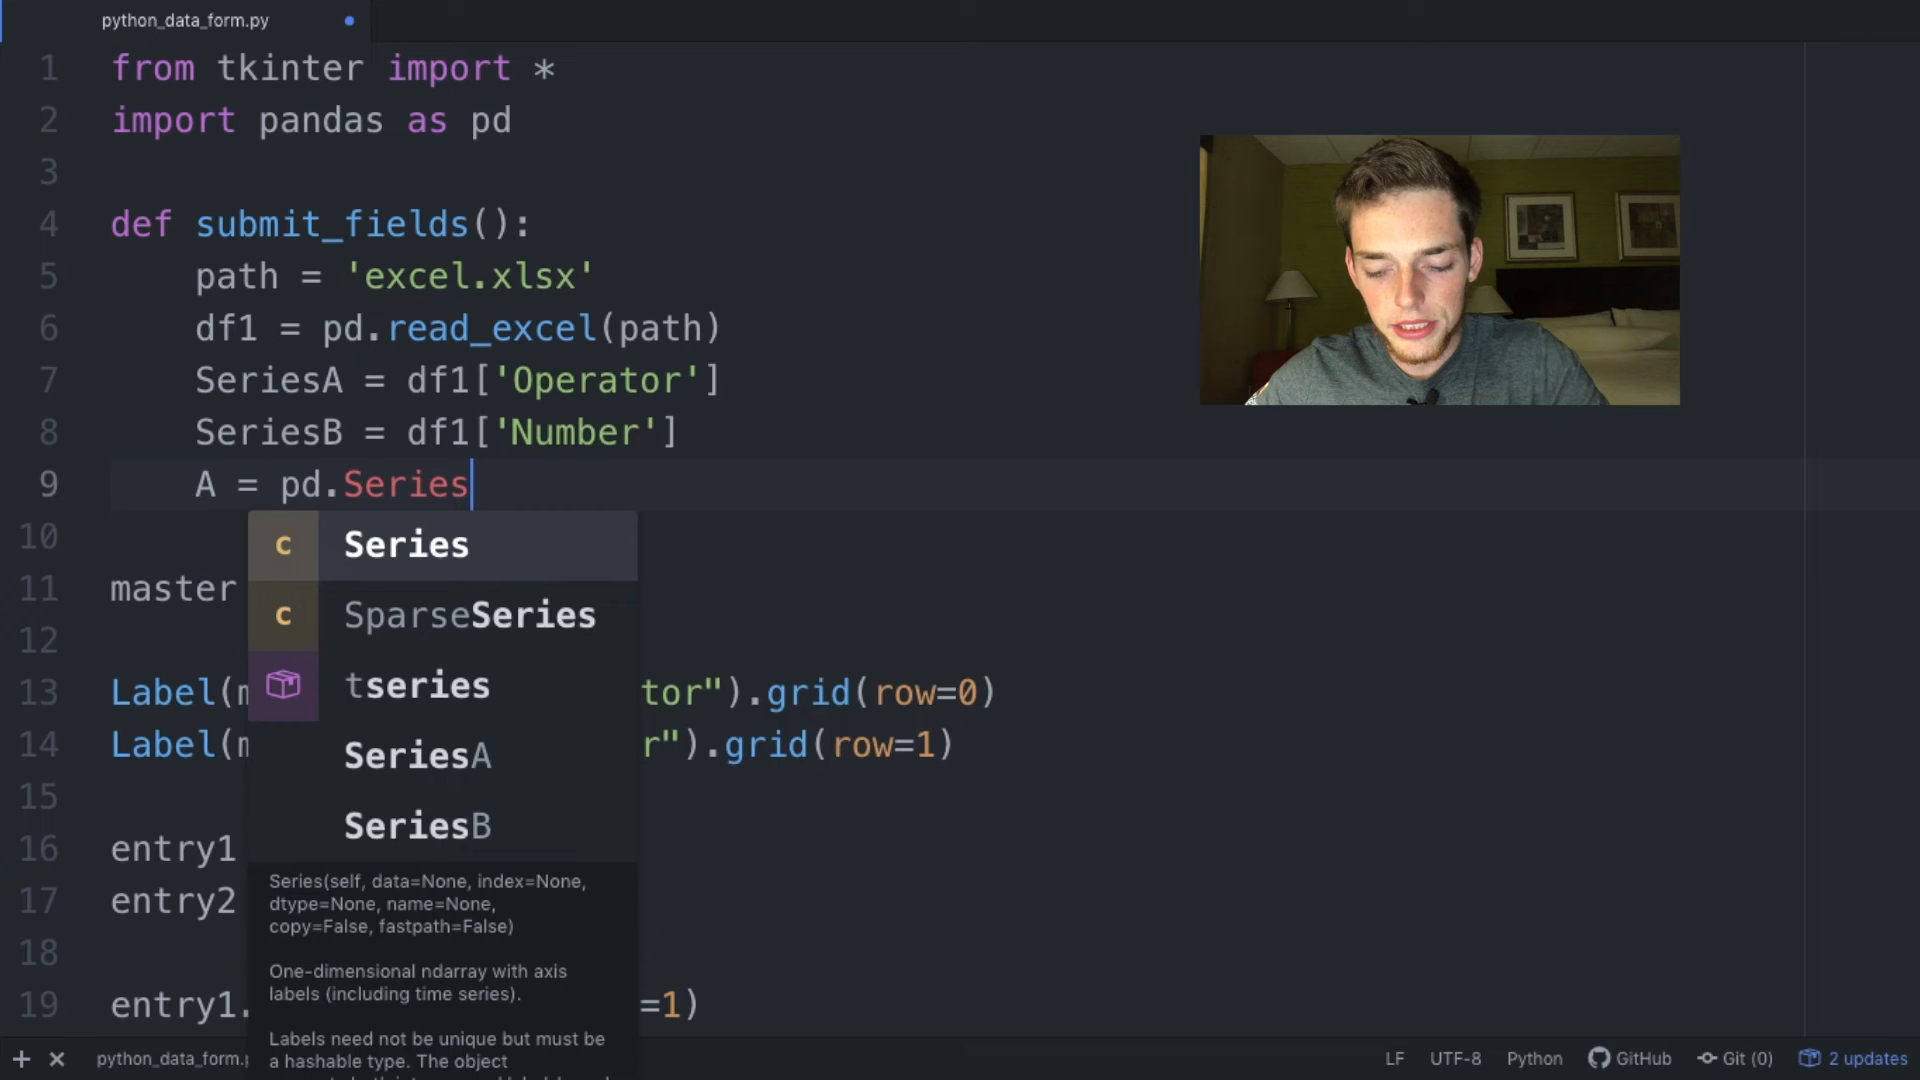 python_data_form.py
1 from tkinter import *
2 import pandas as pd
3
4 def submit_fields():
5 path = 'excel.xlsx'
6 df1 = pd.read_excel(path)
7 SeriesA = df1['Operator']
8 SeriesB = df1['Number']
9 A = pd.Series
10
c Series
11 master
c SparseSeries
12
tseries
13 Label( tor").grid(row=0)
14 Label( r").grid(row=1)
SeriesA
15
SeriesB
16 entry1
17 entry2
18
19 entry1. =1)
Series(self, data=None, index=None,
dtype=None, name=None,
copy=False, fastpath=False)
One-dimensional ndarray with axis
labels (including time series).
Labels need not be unique but must be
a hashable type. The object
+ × python_data_form.p LF UTF-8 Python GitHub Git (0) 2 updates